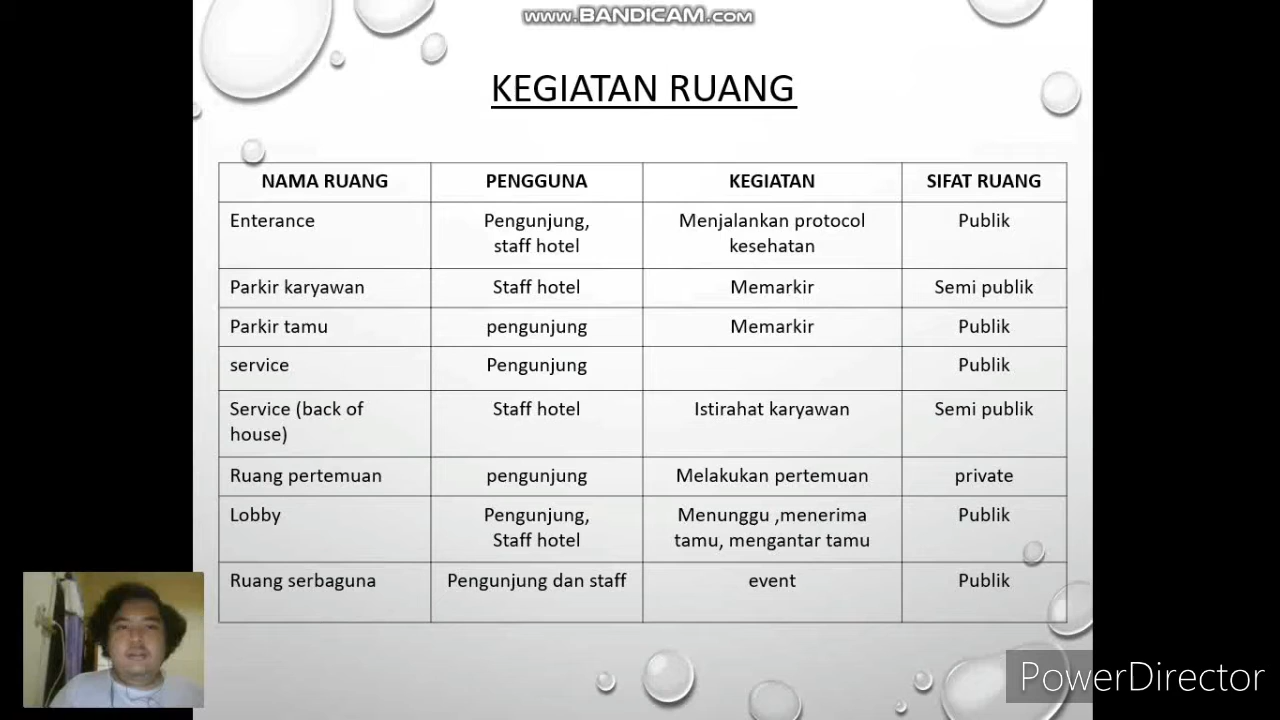 www.BANDICAM.com
KEGIATAN RUANG
NAMA RUANG PENGGUNA KEGIATAN SIFAT RUANG
Enterance Pengunjung, Menjalankan protocol Publik
staff hotel kesehatan
Parkir karyawan Staff hotel Memarkir Semi publik
Parkir tamu pengunjung Memarkir Publik
service Pengunjung Publik
Service (back of Staff hotel Istirahat karyawan Semi publik
house)
Ruang pertemuan pengunjung Melakukan pertemuan private
Lobby Pengunjung, Menunggu ,menerima Publik
Staff hotel tamu, mengantar tamu
Ruang serbaguna Pengunjung dan staff event Publik
PowerDirector